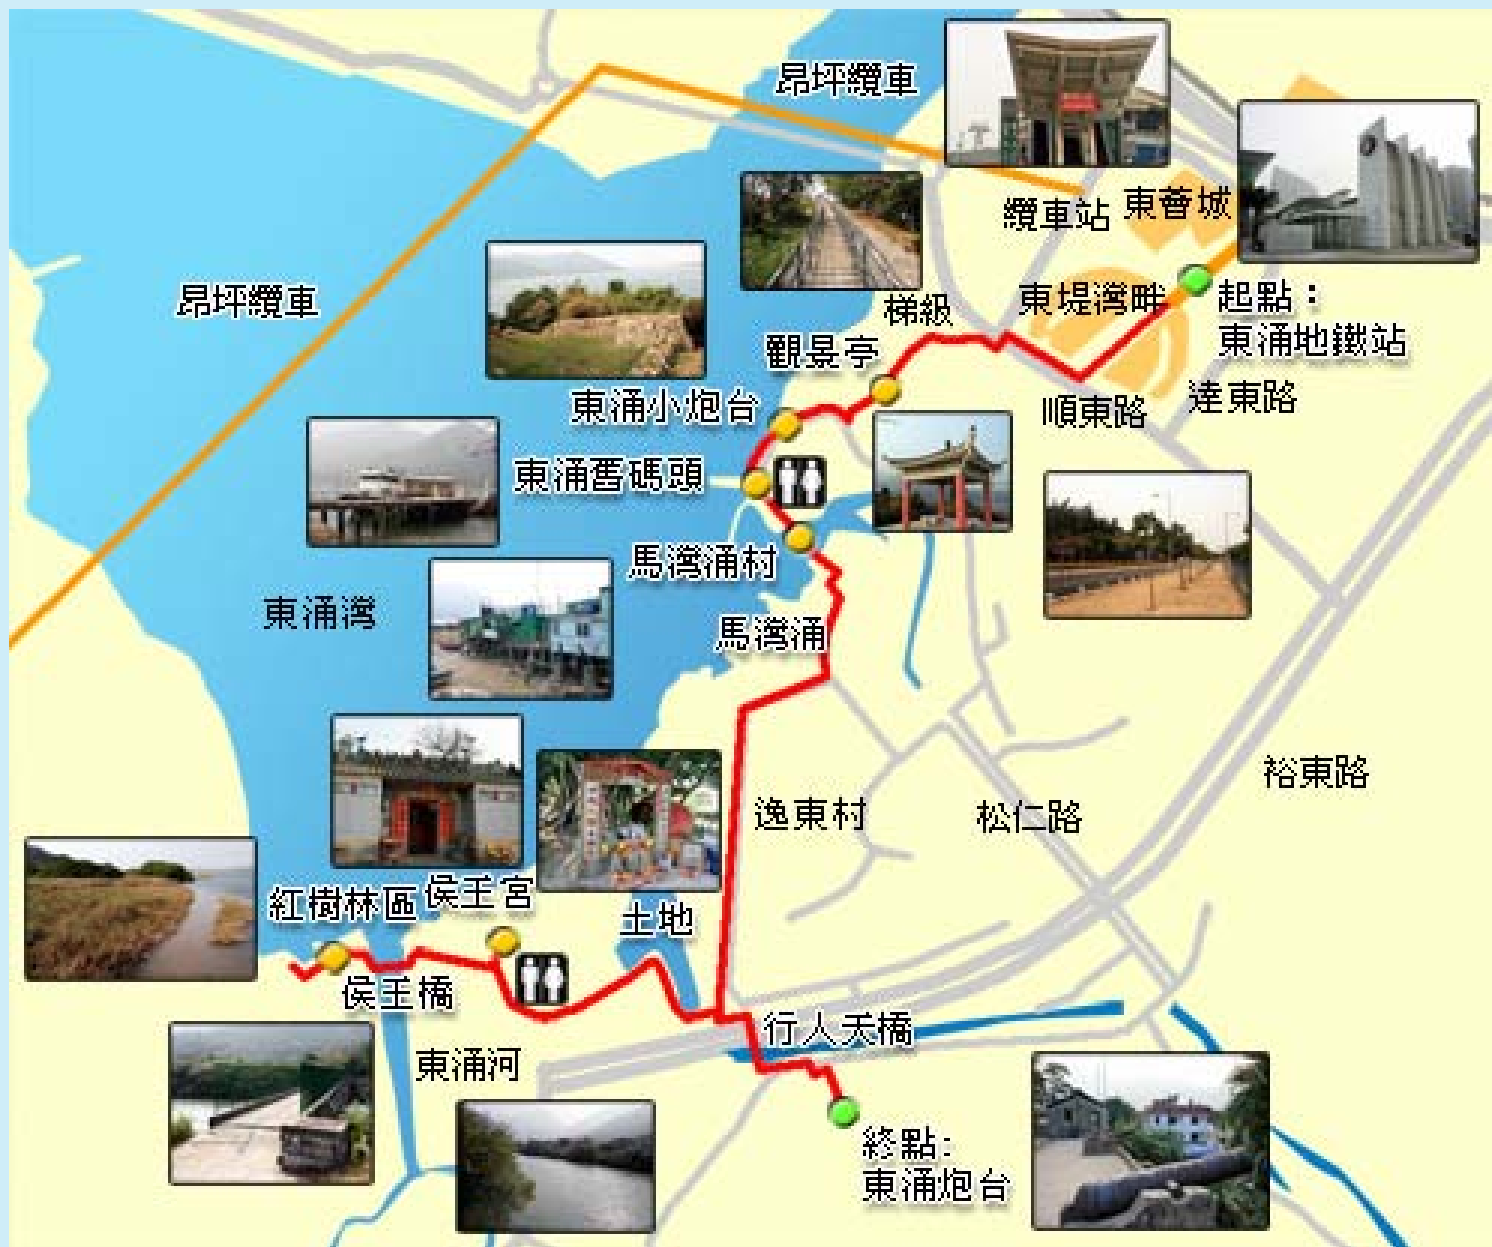 昂坪纜車
纜車站
東薈城
昂坪纜車
梯級
東堤灣畔
起點：
東涌地鐵站
觀景亭
東涌小炮台
順東路
達東路
東涌舊碼頭
馬灣涌村
東涌灣
馬灣涌
裕東路
逸東村
松仁路
紅樹林區
侯王宮
土地
侯王橋
行人天橋
東涌河
終點:
東涌炮台